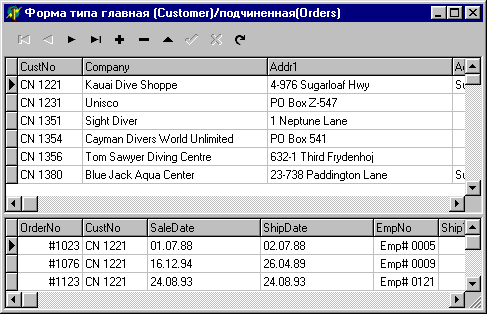 Форма типа главная (Customer)/подчиненная(Orders)
CustNo Company Addr1
CN 1221 Kauai Dive Shoppe 4-976 Sugarloaf Hwy
CN 1231 Unisco PO Box Z-547
CN 1351 Sight Diver 1 Neptune Lane
CN 1354 Cayman Divers World Unlimited PO Box 541
CN 1356 Tom Sawyer Diving Centre 632-1 Third Frydenhoj
CN 1380 Blue Jack Aqua Center 23-738 Paddington Lane
OrderNo CustNo SaleDate ShipDate EmpNo
#1023 CN 1221 01.07.88 02.07.88 Emp# 0005
#1076 CN 1221 16.12.94 26.04.89 Emp# 0009
#1123 CN 1221 24.08.93 24.08.93 Emp# 0121